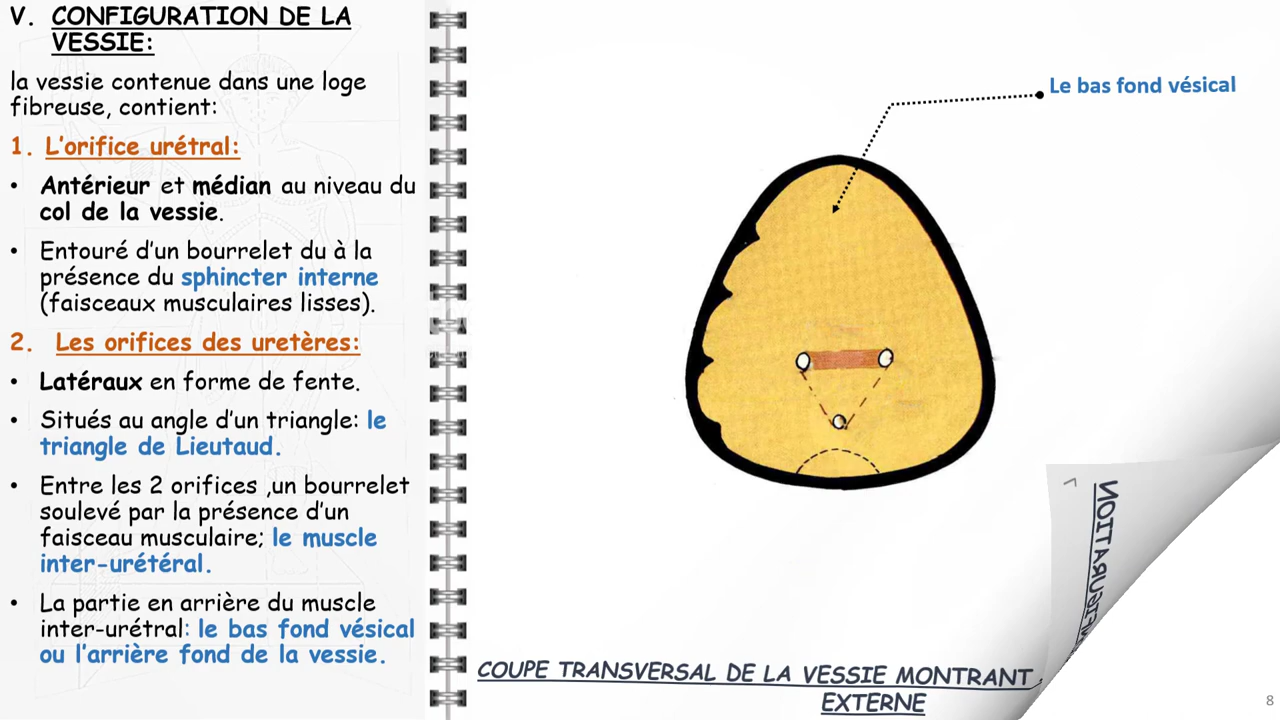 V. CONFIGURATION DE LA
VESSIE:
la vessie contenue dans une loge
fibreuse, contient:
1. L'orifice urétral:
• Antérieur et médian au niveau du
col de la vessie.
• Entouré d'un bourrelet du à la
présence du sphincter interne
(faisceaux musculaires lisses).
2. Les orifices des uretères:
• Latéraux en forme de fente.
• Situés au angle d'un triangle: le
triangle de Lieutaud.
• Entre les 2 orifices ,un bourrelet
soulevé par la présence d'un
faisceau musculaire; le muscle
inter-urétéral.
• La partie en arrière du muscle
inter-urétral: le bas fond vésical
ou l'arrière fond de la vessie.
Le bas fond vésical
COUPE TRANSVERSAL DE LA VESSIE MONTRANT
EXTERNE
8